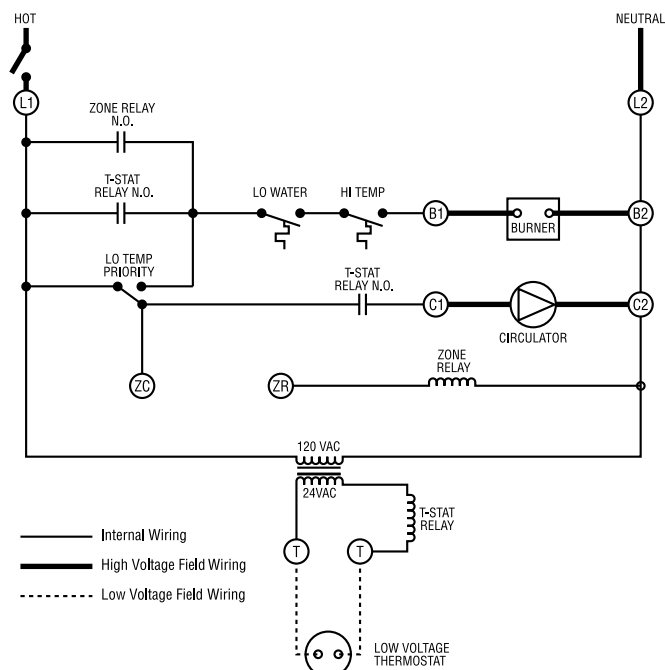 HOT
NEUTRAL
L1
L2
ZONE RELAY
N.O.
T-STAT
RELAY N.O.
LO WATER
HI TEMP
B1
BURNER
B2
LO TEMP
PRIORITY
T-STAT
RELAY N.O.
C1
C2
CIRCULATOR
ZC
ZR
ZONE
RELAY
120 VAC
24VAC
T-STAT
RELAY
T
T
Internal Wiring
High Voltage Field Wiring
Low Voltage Field Wiring
LOW VOLTAGE
THERMOSTAT